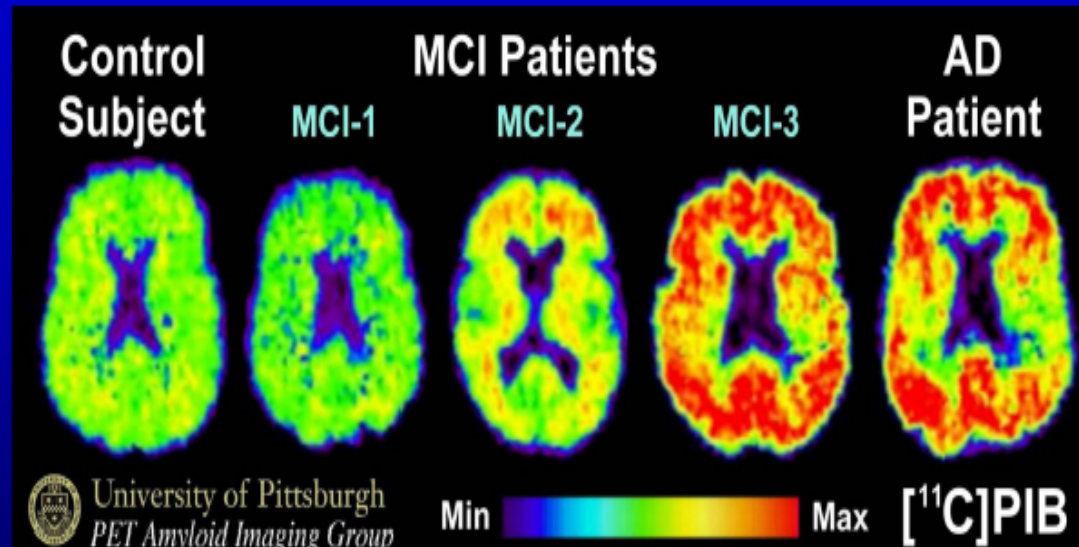 Control
Subject
MCI Patients
MCI-1
MCI-2
MCI-3
AD
Patient
University of Pittsburgh
PET Amyloid Imaging Group
Min
Max
[¹¹C]PIB